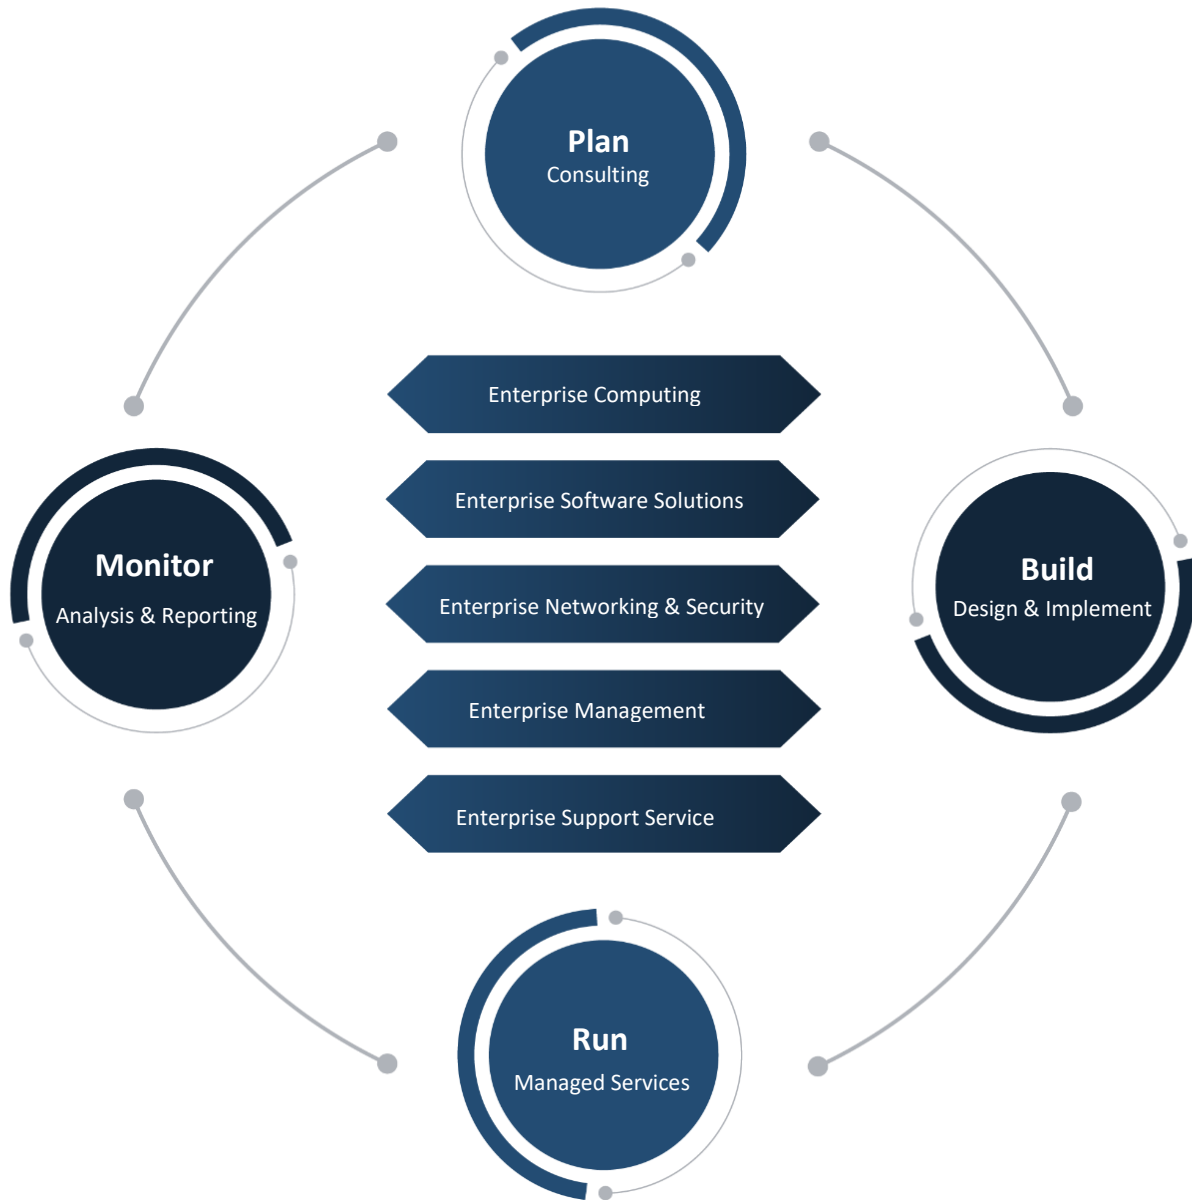 Plan
Consulting
Enterprise Computing
Enterprise Software Solutions
Enterprise Networking & Security
Enterprise Management
Enterprise Support Service
Monitor
Analysis & Reporting
Build
Design & Implement
Run
Managed Services